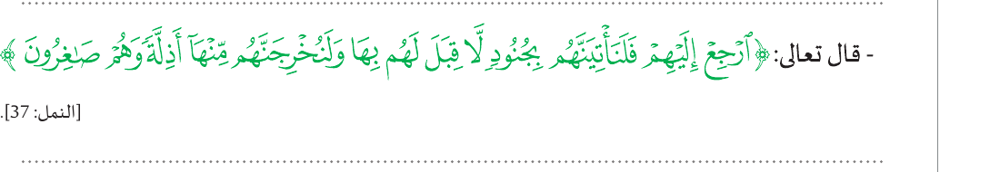 - قال تعالى: ﴿ٱرۡجِعۡ إِلَيۡهِمۡ فَلَنَأۡتِيَنَّهُم بِجُنُودٖ لَّا قِبَلَ لَهُم بِهَا وَلَنُخۡرِجَنَّهُم مِّنۡهَآ أَذِلَّةٗ وَهُمۡ صَٰغِرُونَ﴾
[النمل: 37].